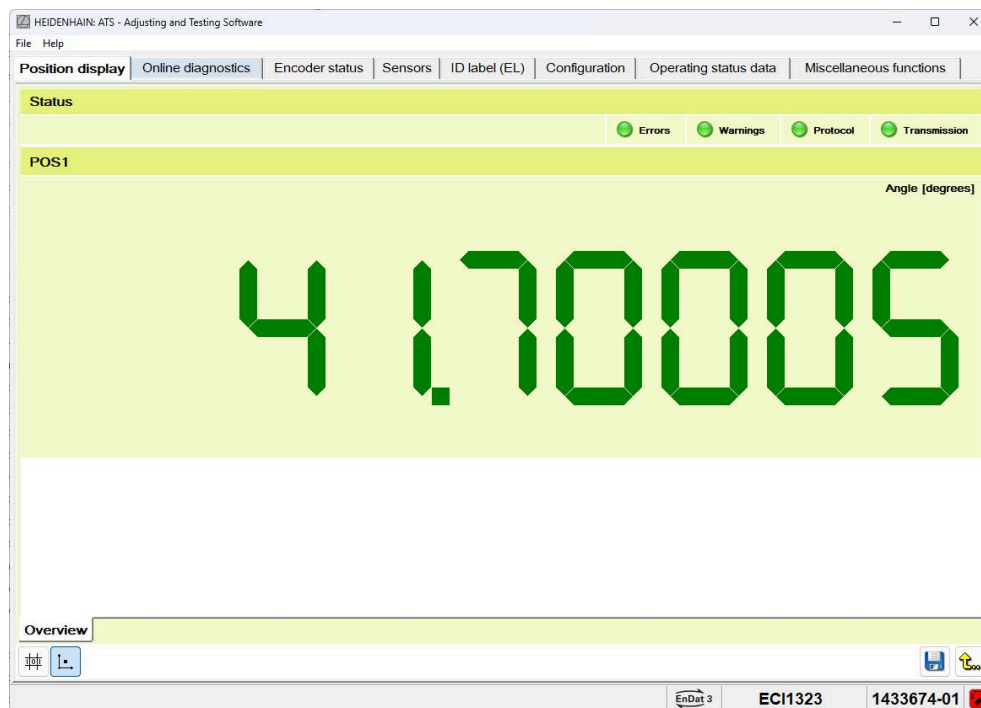 HEIDENHAIN: ATS - Adjusting and Testing Software
File Help
Position display Online diagnostics Encoder status Sensors ID label (EL) Configuration Operating status data Miscellaneous functions
Status
Errors Warnings Protocol Transmission
POS1
Angle [degrees]
41.70005
Overview
EnDat 3 ECI1323 1433674-01